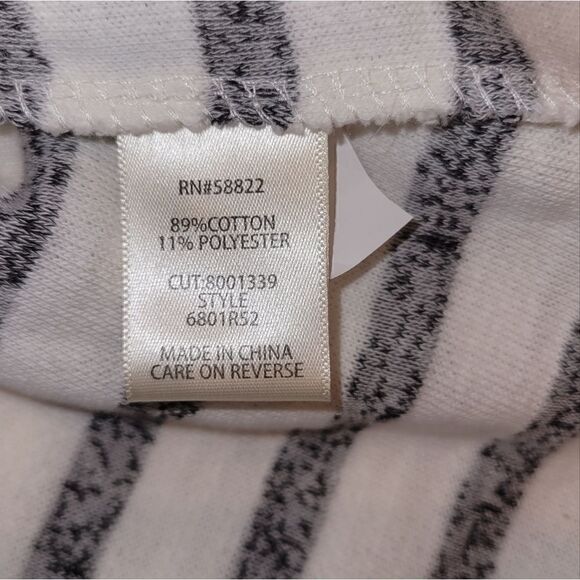 RN#58822
89%COTTON
11% POLYESTER
CUT:8001339
STYLE
6801R52
MADE IN CHINA
CARE ON REVERSE